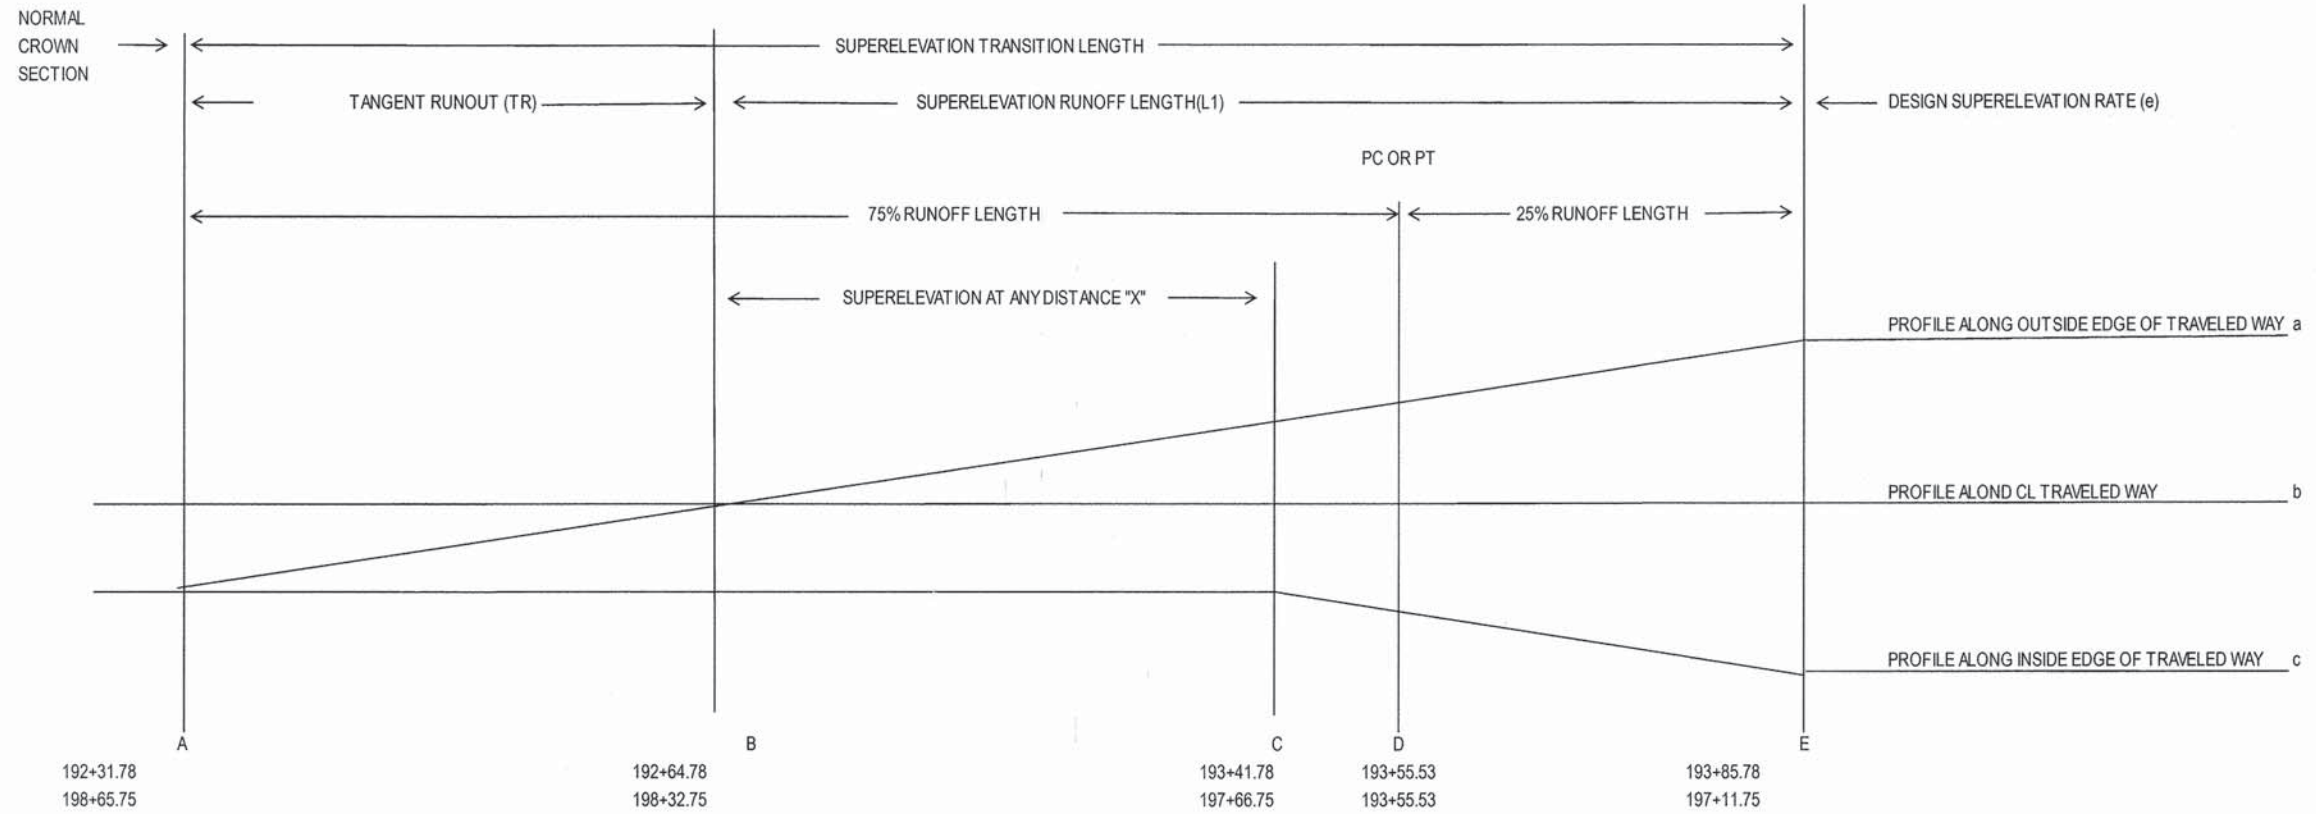 NORMAL
CROWN
SECTION
SUPERELEVATION TRANSITION LENGTH
TANGENT RUNOUT (TR)
SUPERELEVATION RUNOFF LENGTH(L1)
DESIGN SUPERELEVATION RATE (e)
PC OR PT
75% RUNOFF LENGTH
25% RUNOFF LENGTH
SUPERELEVATION AT ANY DISTANCE "X"
PROFILE ALONG OUTSIDE EDGE OF TRAVELED WAY a
PROFILE ALOND CL TRAVELED WAY b
PROFILE ALONG INSIDE EDGE OF TRAVELED WAY c
A B C D E
192+31.78 192+64.78 193+41.78 193+55.53 193+85.78
198+65.75 198+32.75 197+66.75 193+55.53 197+11.75